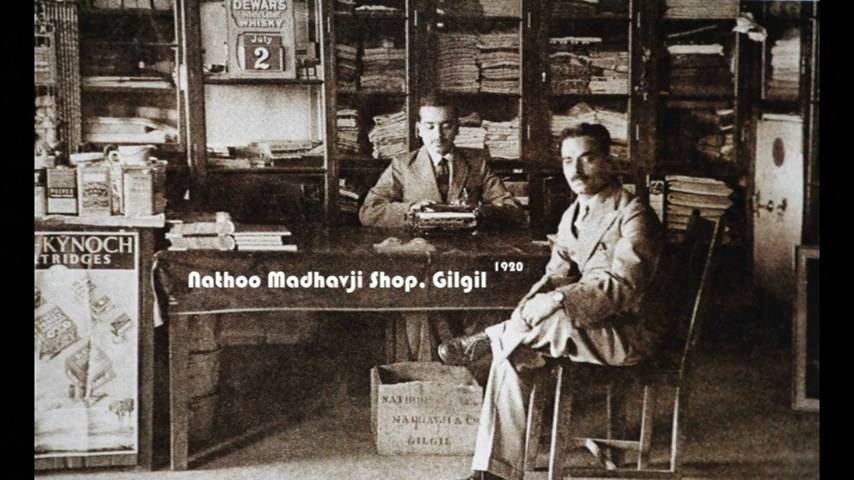 DEWARS
WHISKY
July
2
KYNOCH
TRIDGES
Nathoo Madhavji Shop. Gilgil 1920
NATHOO
MADHAVJI & CO.
GILGIL